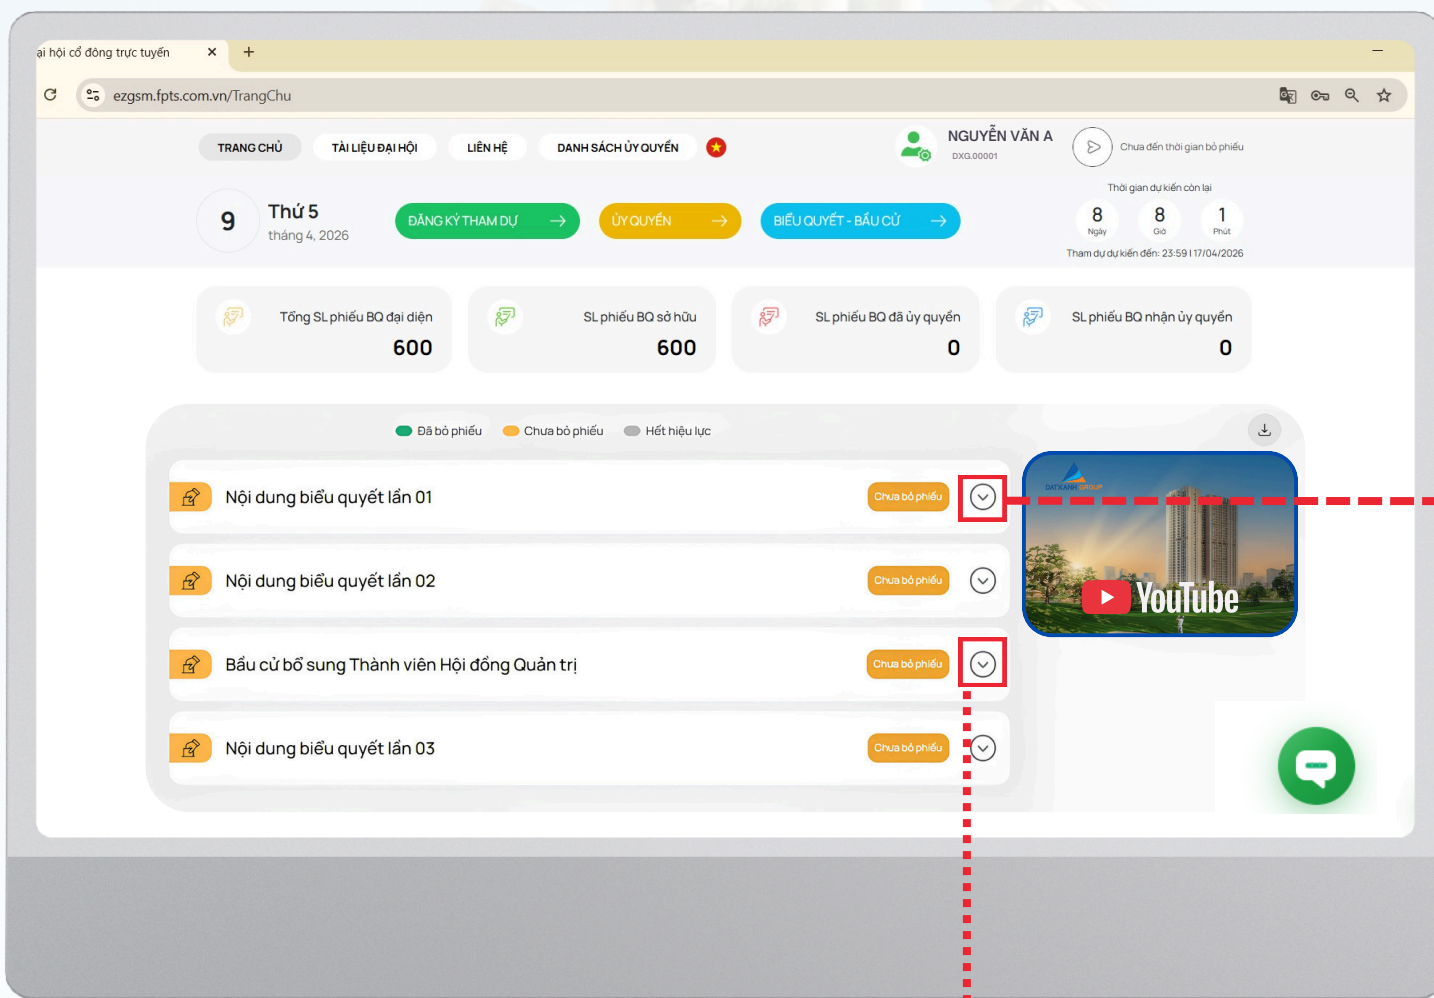 ại hội cổ đông trực tuyến
ezgsm.fpts.com.vn/TrangChu
TRANG CHỦ TÀI LIỆU ĐẠI HỘI LIÊN HỆ DANH SÁCH ỦY QUYỀN
NGUYỄN VĂN A
DXG.00001
Chưa đến thời gian bỏ phiếu
9
Thứ 5
tháng 4, 2026
ĐĂNG KÝ THAM DỰ
ỦY QUYỀN
BIỂU QUYẾT - BẦU CỬ
Thời gian dự kiến còn lại
8 8 1
Ngày Giờ Phút
Tham dự dự kiến đến: 23:59 | 17/04/2026
Tổng SL phiếu BQ đại diện
600
SL phiếu BQ sở hữu
600
SL phiếu BQ đã ủy quyền
0
SL phiếu BQ nhận ủy quyền
0
Đã bỏ phiếu Chưa bỏ phiếu Hết hiệu lực
Nội dung biểu quyết lần 01 Chưa bỏ phiếu
Nội dung biểu quyết lần 02 Chưa bỏ phiếu
Bầu cử bổ sung Thành viên Hội đồng Quản trị Chưa bỏ phiếu
Nội dung biểu quyết lần 03 Chưa bỏ phiếu
DATXANH GROUP
YouTube